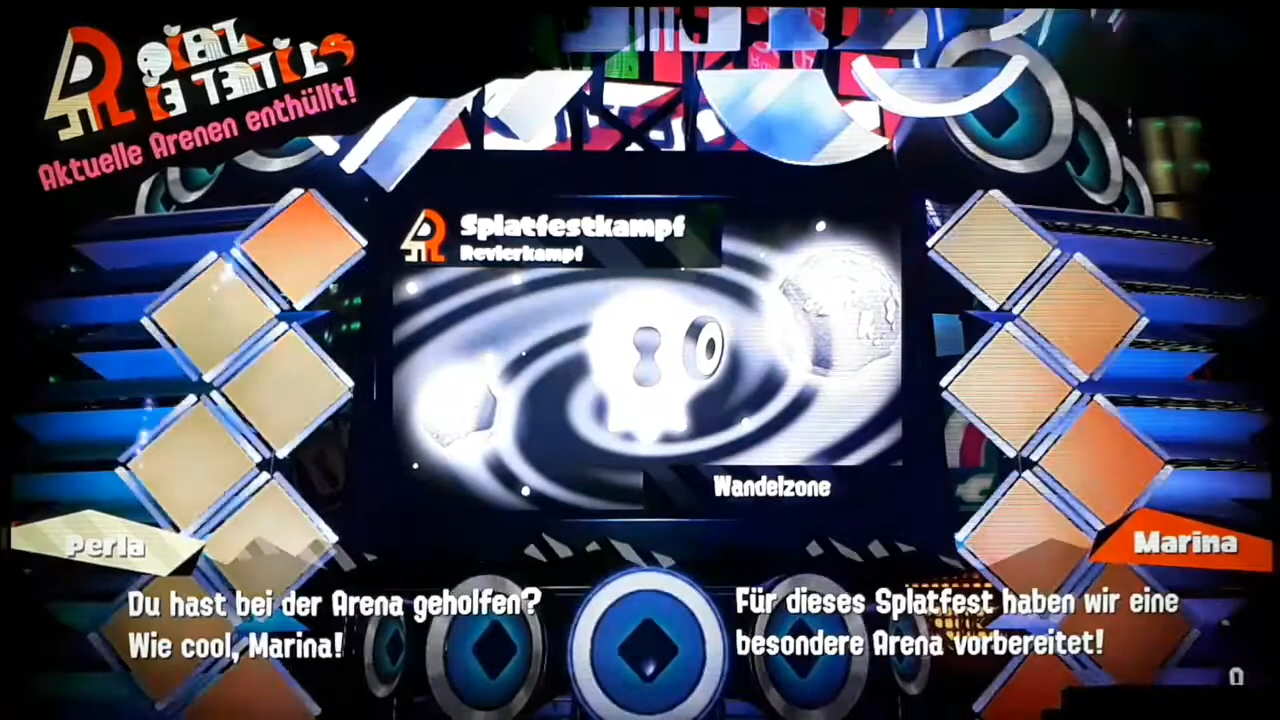 Aktuelle Arenen enthüllt!
Splatfestkampf
Revierkampf
Wandelzone
Perla
Marina
Du hast bei der Arena geholfen?
Wie cool, Marina!
Für dieses Splatfest haben wir eine
besondere Arena vorbereitet!